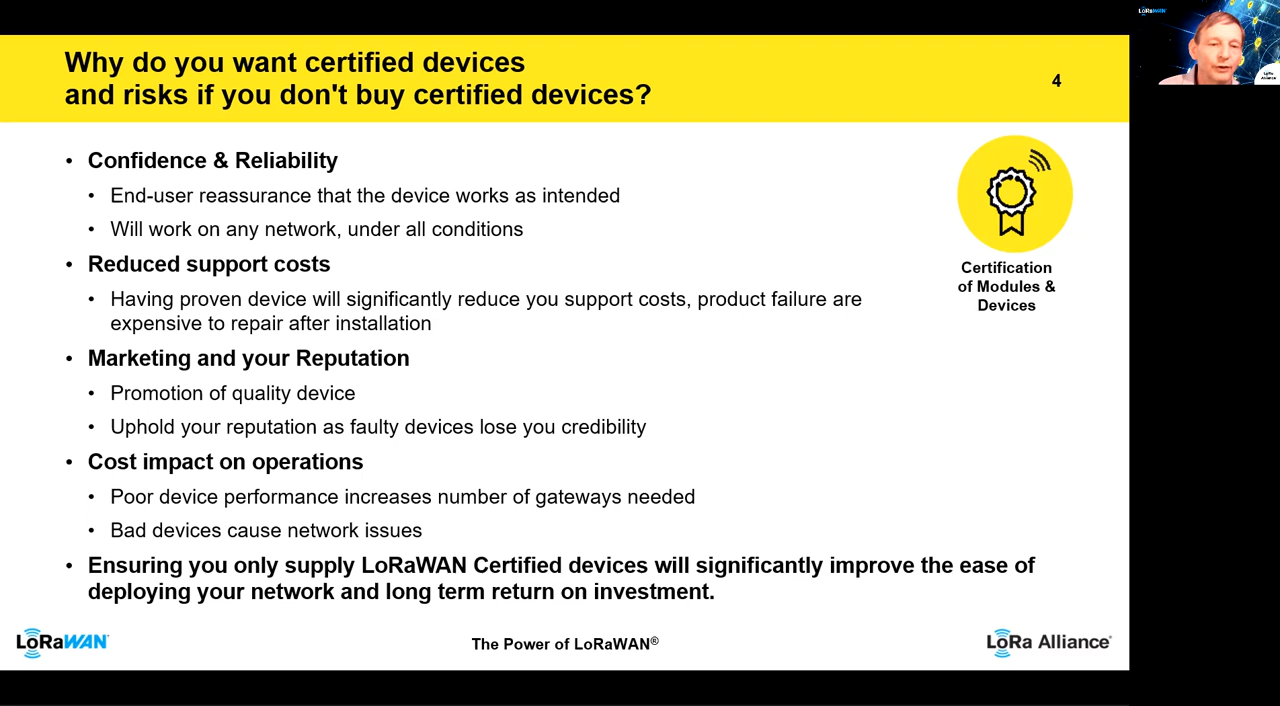 Why do you want certified devices
and risks if you don't buy certified devices?
4
• Confidence & Reliability
• End-user reassurance that the device works as intended
• Will work on any network, under all conditions
• Reduced support costs
• Having proven device will significantly reduce you support costs, product failure are
expensive to repair after installation
• Marketing and your Reputation
• Promotion of quality device
• Uphold your reputation as faulty devices lose you credibility
• Cost impact on operations
• Poor device performance increases number of gateways needed
• Bad devices cause network issues
• Ensuring you only supply LoRaWAN Certified devices will significantly improve the ease of
deploying your network and long term return on investment.
Certification
of Modules &
Devices
LoRaWAN
The Power of LoRaWAN®
LoRa Alliance®
LoRaWAN
LoRa
Alliance